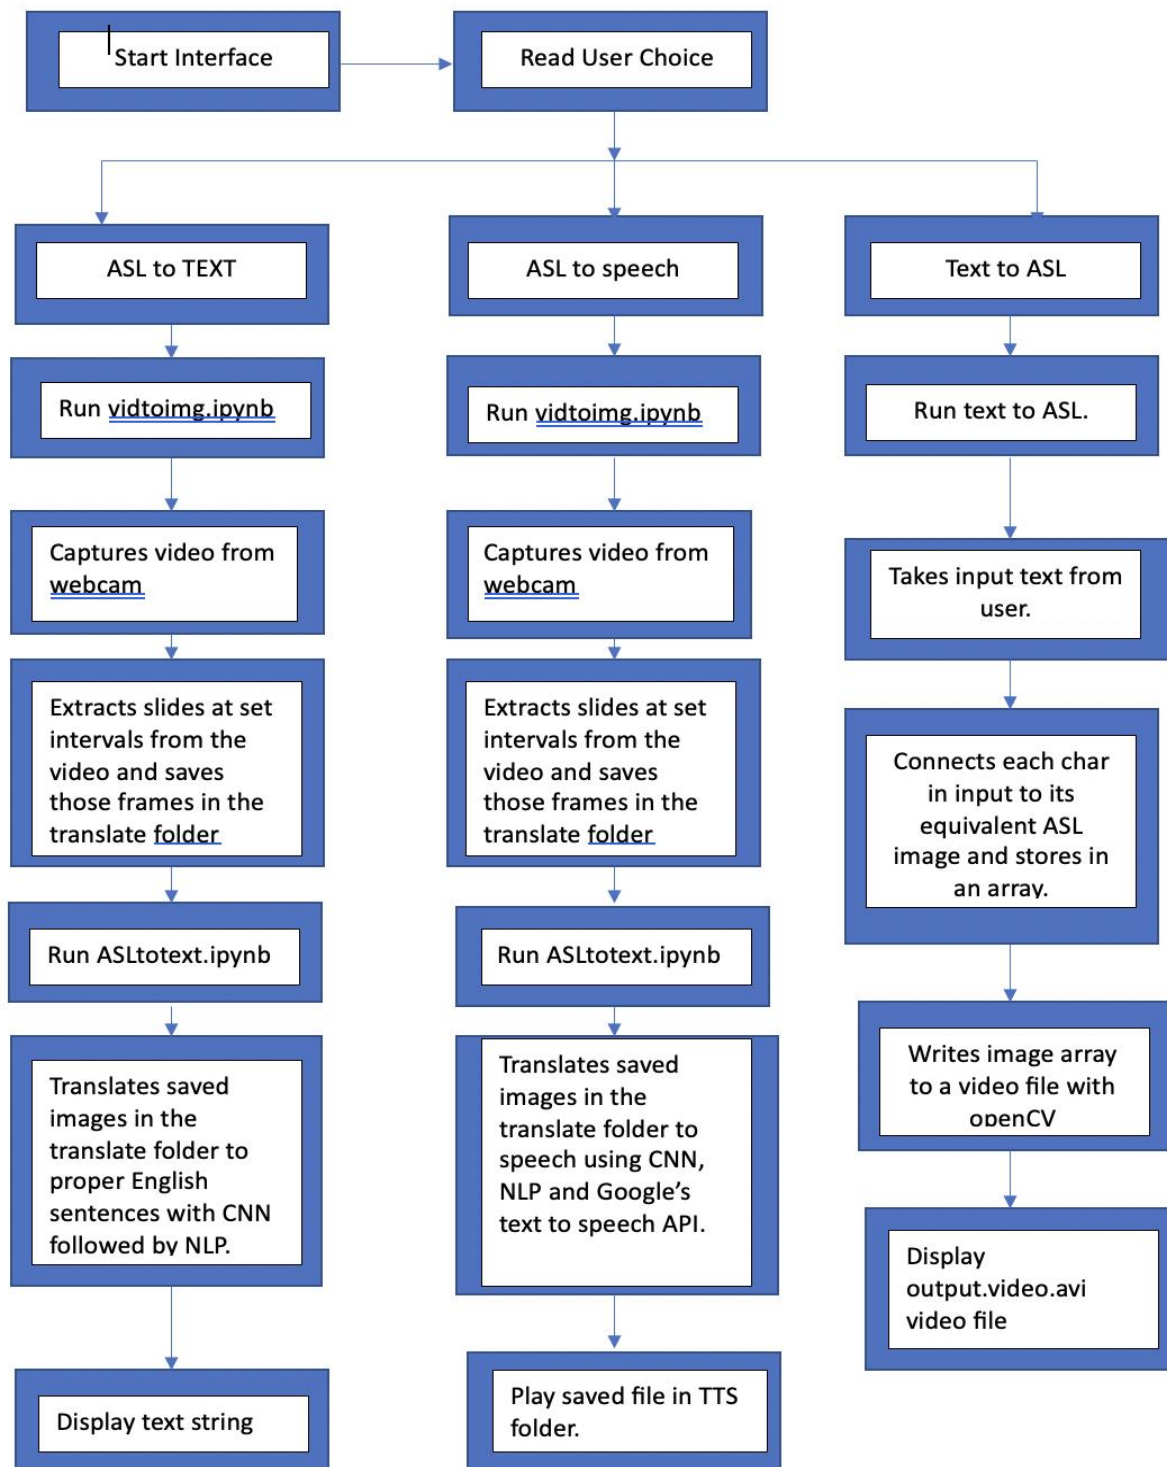 Start Interface
Read User Choice
ASL to TEXT
Run vidtoimg.ipynb
Captures video from
webcam
Extracts slides at set
intervals from the
video and saves
those frames in the
translate folder
Run ASLtotext.ipynb
Translates saved
images in the
translate folder to
proper English
sentences with CNN
followed by NLP.
Display text string
ASL to speech
Run vidtoimg.ipynb
Captures video from
webcam
Extracts slides at set
intervals from the
video and saves
those frames in the
translate folder
Run ASLtotext.ipynb
Translates saved
images in the
translate folder to
speech using CNN,
NLP and Google’s
text to speech API.
Play saved file in TTS
folder.
Text to ASL
Run text to ASL.
Takes input text from
user.
Connects each char
in input to its
equivalent ASL
image and stores in
an array.
Writes image array
to a video file with
openCV
Display
output.video.avi
video file